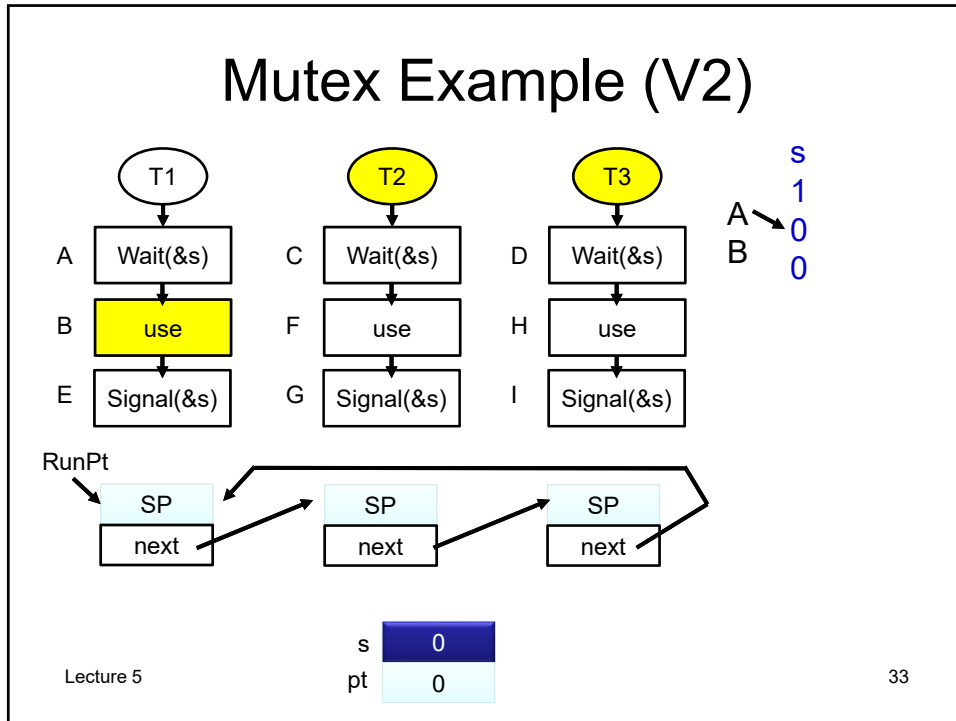 Mutex Example (V2)
T1 T2 T3
A Wait(&s) C Wait(&s) D Wait(&s)
B use F use H use
E Signal(&s) G Signal(&s) I Signal(&s)
s
1
A 0
B 0
RunPt
SP SP SP
next next next
s 0
pt 0
Lecture 5 33